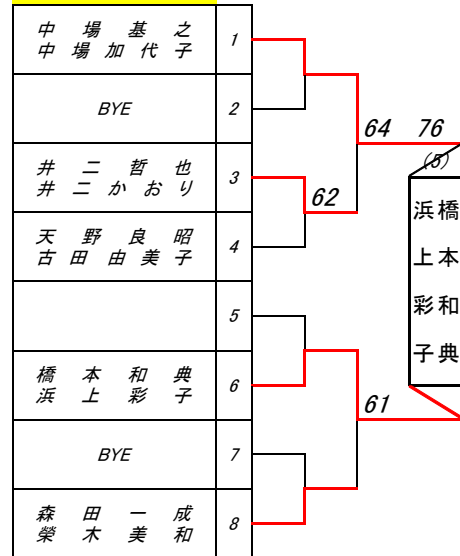 中場基之
中場加代子
1
BYE
2
井二哲也
井二かおり
3
天野良昭
古田由美子
4
5
橋本和典
浜上彩子
6
BYE
7
森田一成
榮木美和
8
62
64
61
76
(5)
橋本和典
浜上彩子